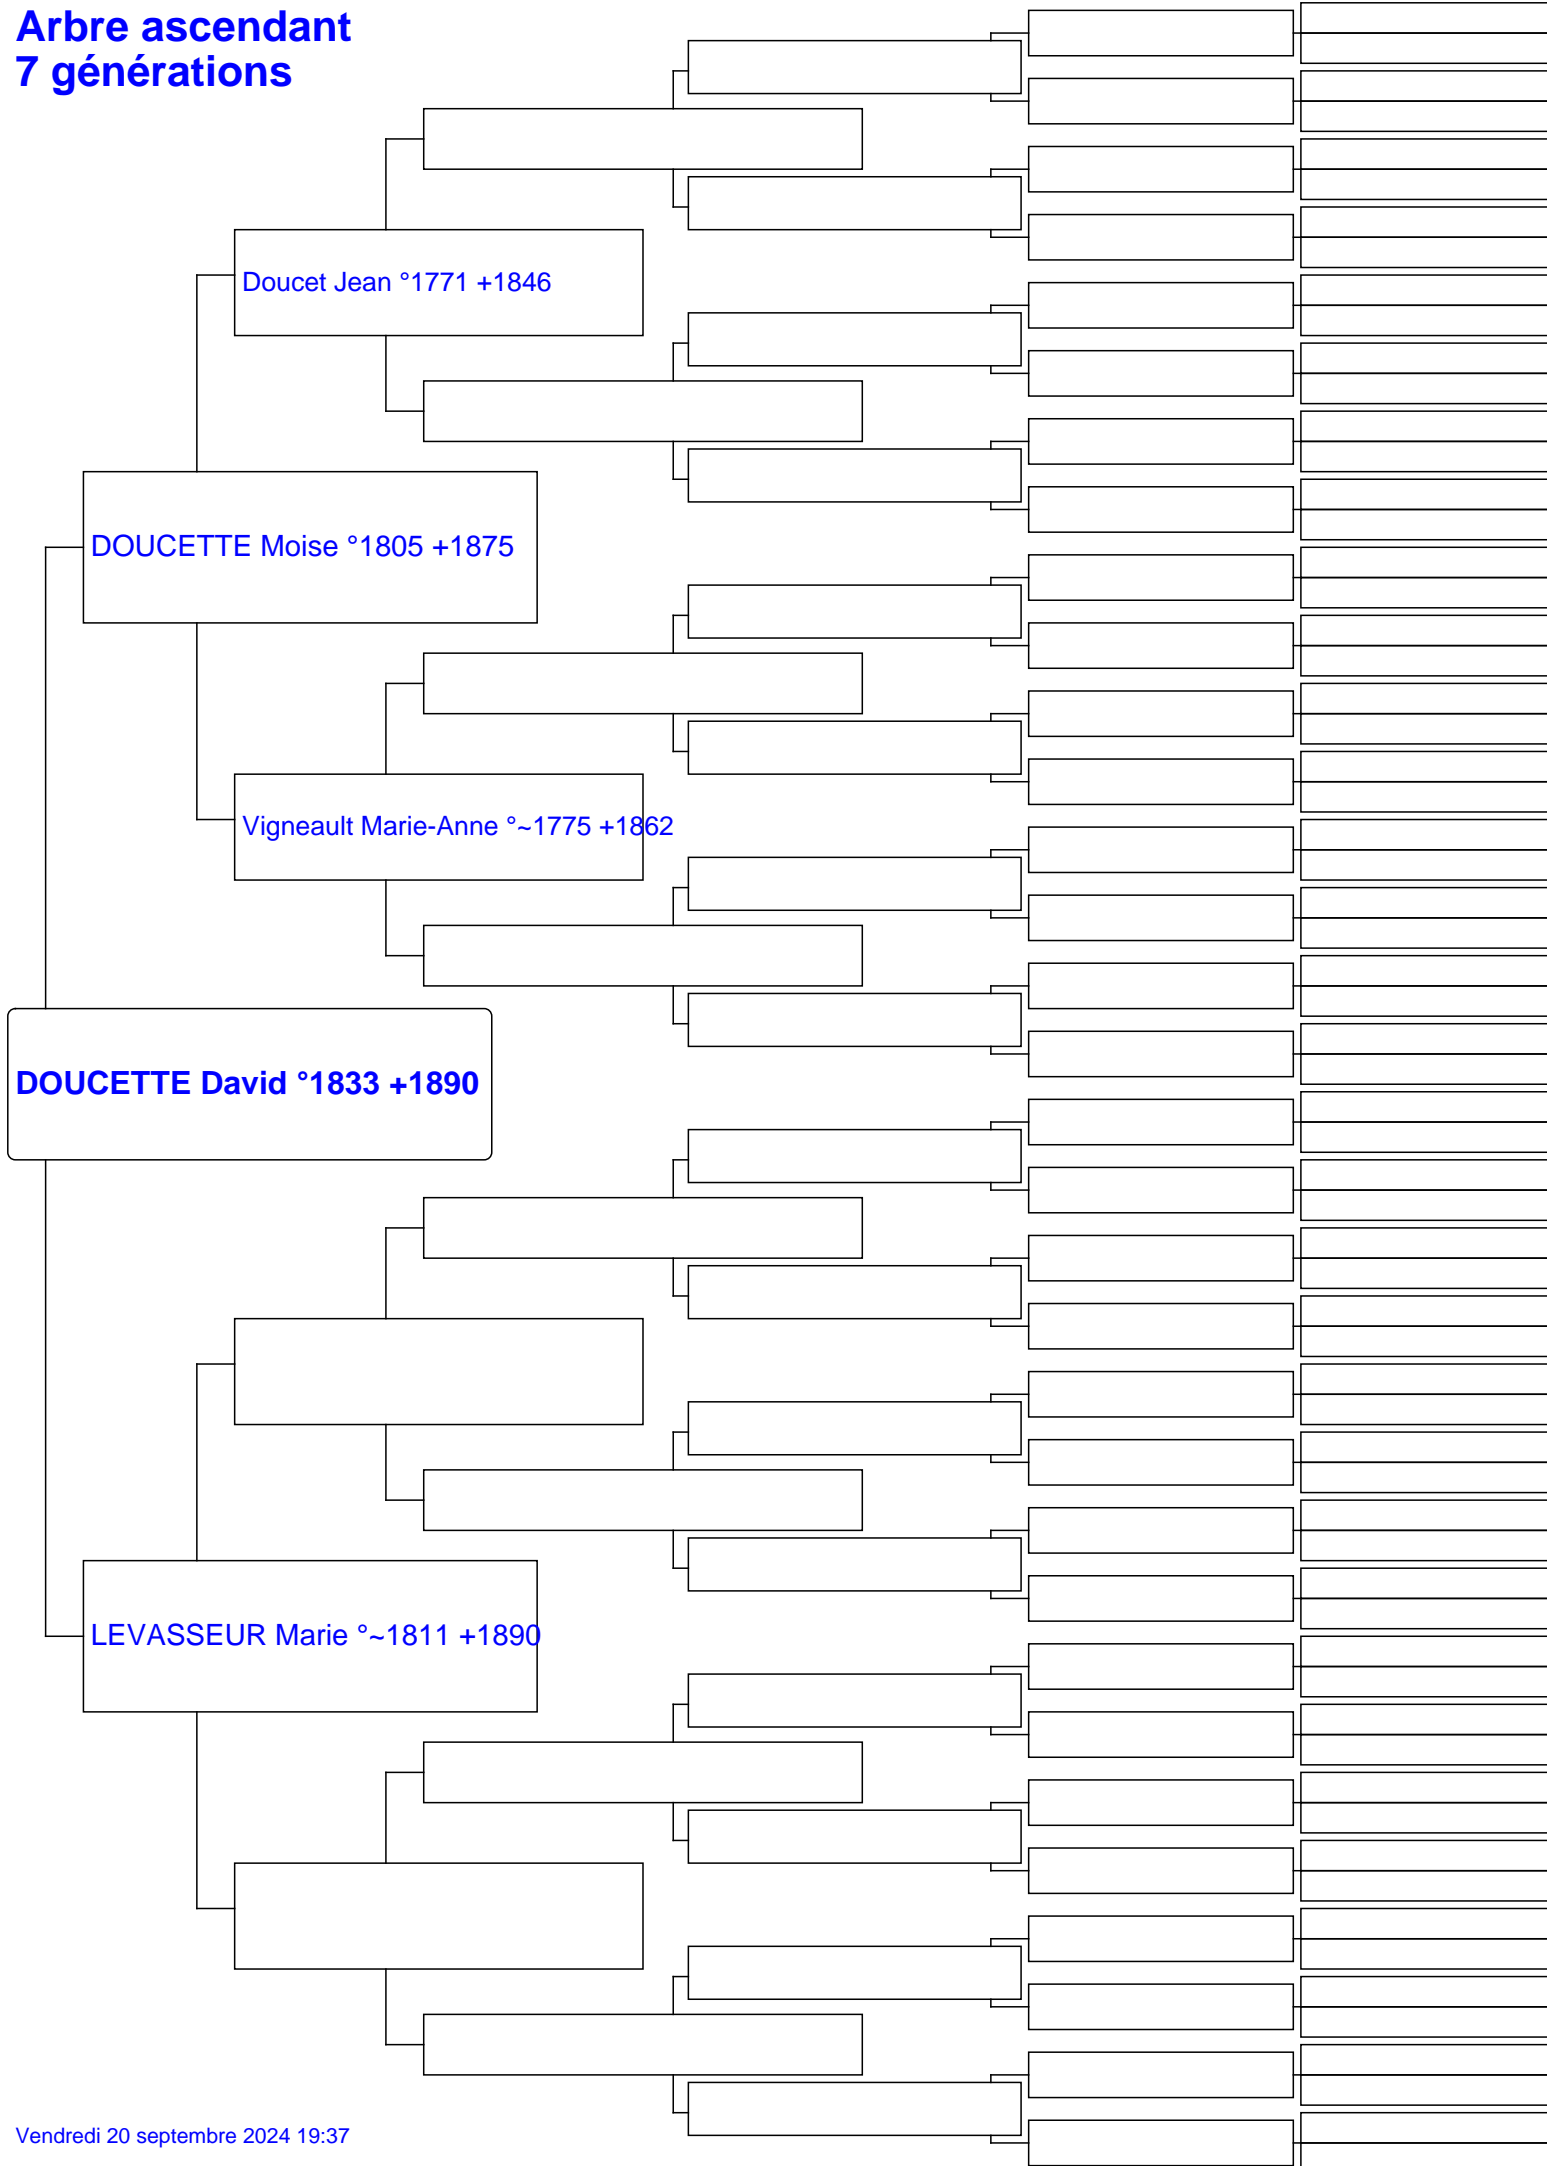 Arbre ascendant
7 générations
Doucet Jean °1771 +1846
DOUCETTE Moise °1805 +1875
Vigneault Marie-Anne °~1775 +1862
DOUCETTE David °1833 +1890
LEVASSEUR Marie °~1811 +1890
Vendredi 20 septembre 2024 19:37